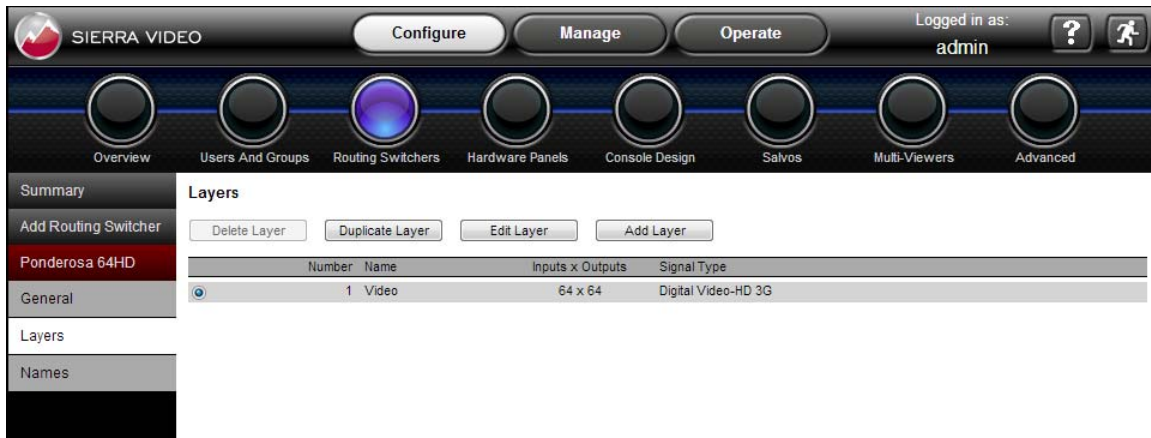 SIERRA VIDEO
Configure
Manage
Operate
Logged in as:
admin
?
Overview
Users And Groups
Routing Switchers
Hardware Panels
Console Design
Salvos
Multi-Viewers
Advanced
Summary
Add Routing Switcher
Ponderosa 64HD
General
Layers
Names
Layers
Delete Layer
Duplicate Layer
Edit Layer
Add Layer
Number Name Inputs x Outputs Signal Type
1 Video 64 x 64 Digital Video-HD 3G